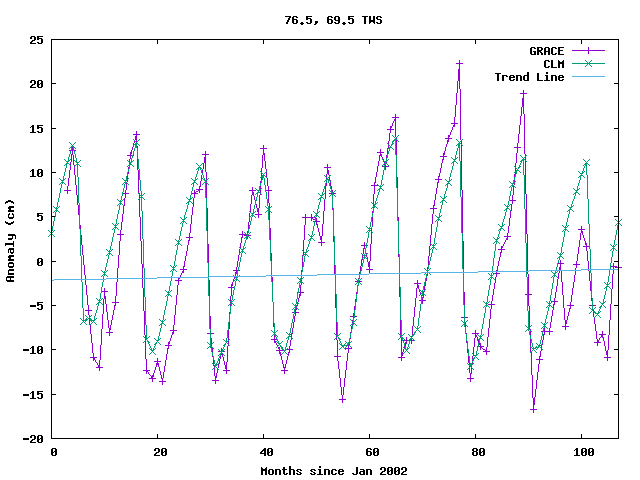 76.5, 69.5 TWS
GRACE
CLM
Trend Line
25
20
15
10
5
0
-5
-10
-15
-20
Anomaly (cm)
0 20 40 60 80 100
Months since Jan 2002